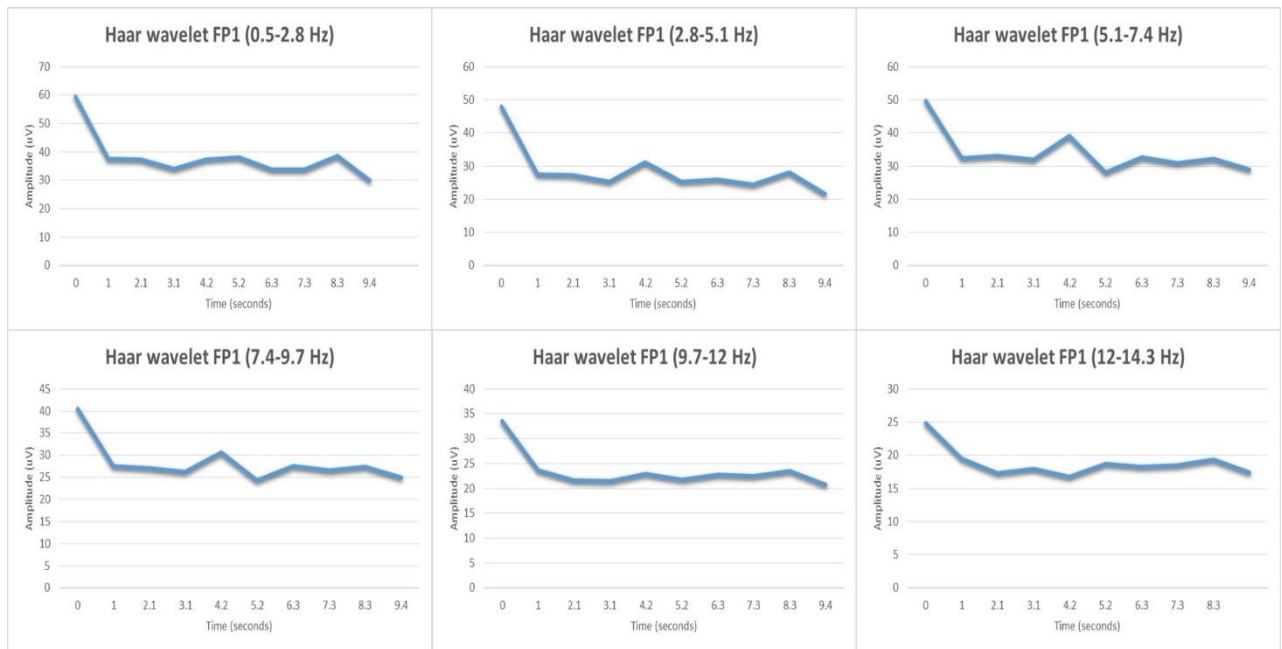 Haar wavelet FP1 (0.5-2.8 Hz)
70
60
50
40
30
20
10
0
Amplitude (uV)
0 1 2.1 3.1 4.2 5.2 6.3 7.3 8.3 9.4
Time (seconds)
Haar wavelet FP1 (2.8-5.1 Hz)
60
50
40
30
20
10
0
Amplitude (uV)
0 1 2.1 3.1 4.2 5.2 6.3 7.3 8.3 9.4
Time (seconds)
Haar wavelet FP1 (5.1-7.4 Hz)
60
50
40
30
20
10
0
Amplitude (uV)
0 1 2.1 3.1 4.2 5.2 6.3 7.3 8.3 9.4
Time (seconds)
Haar wavelet FP1 (7.4-9.7 Hz)
45
40
35
30
25
20
15
10
5
0
Amplitude (uV)
0 1 2.1 3.1 4.2 5.2 6.3 7.3 8.3 9.4
Time (seconds)
Haar wavelet FP1 (9.7-12 Hz)
40
35
30
25
20
15
10
5
0
Amplitude (uV)
0 1 2.1 3.1 4.2 5.2 6.3 7.3 8.3 9.4
Time (seconds)
Haar wavelet FP1 (12-14.3 Hz)
30
25
20
15
10
5
0
Amplitude (uV)
0 1 2.1 3.1 4.2 5.2 6.3 7.3 8.3
Time (seconds)